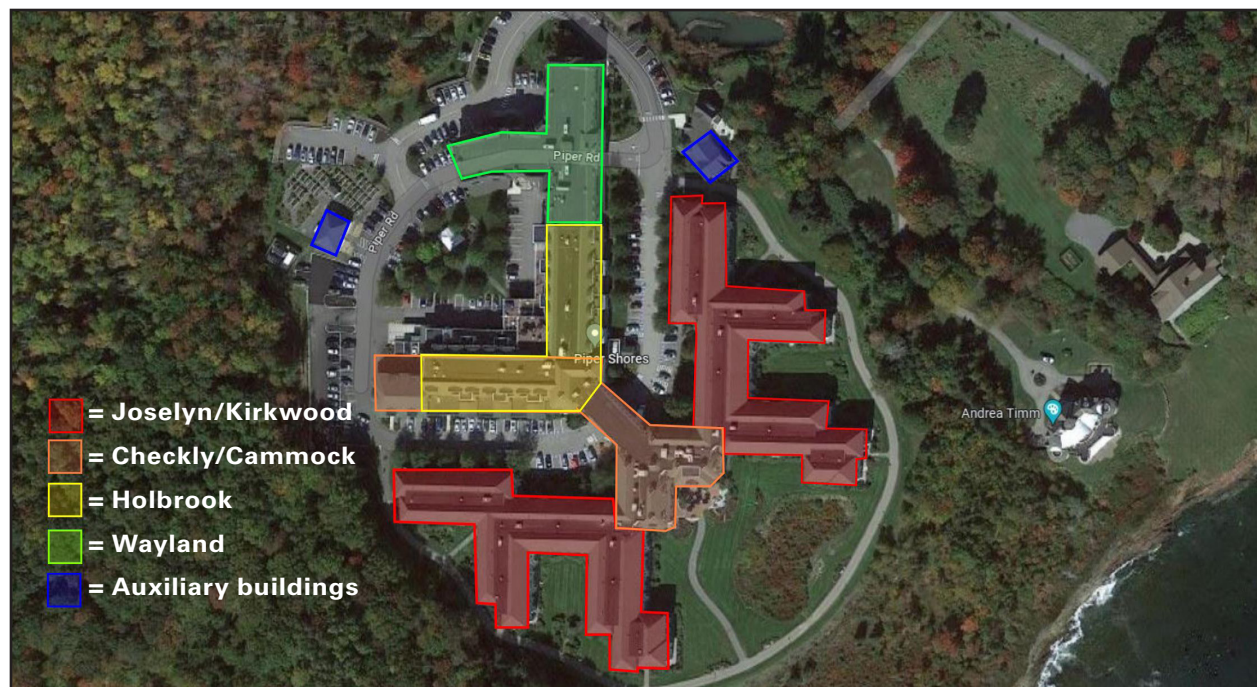 Piper Rd
Piper Rd
Piper Shores
Andrea Timm
= Joselyn/Kirkwood
= Checkly/Cammock
= Holbrook
= Wayland
= Auxiliary buildings